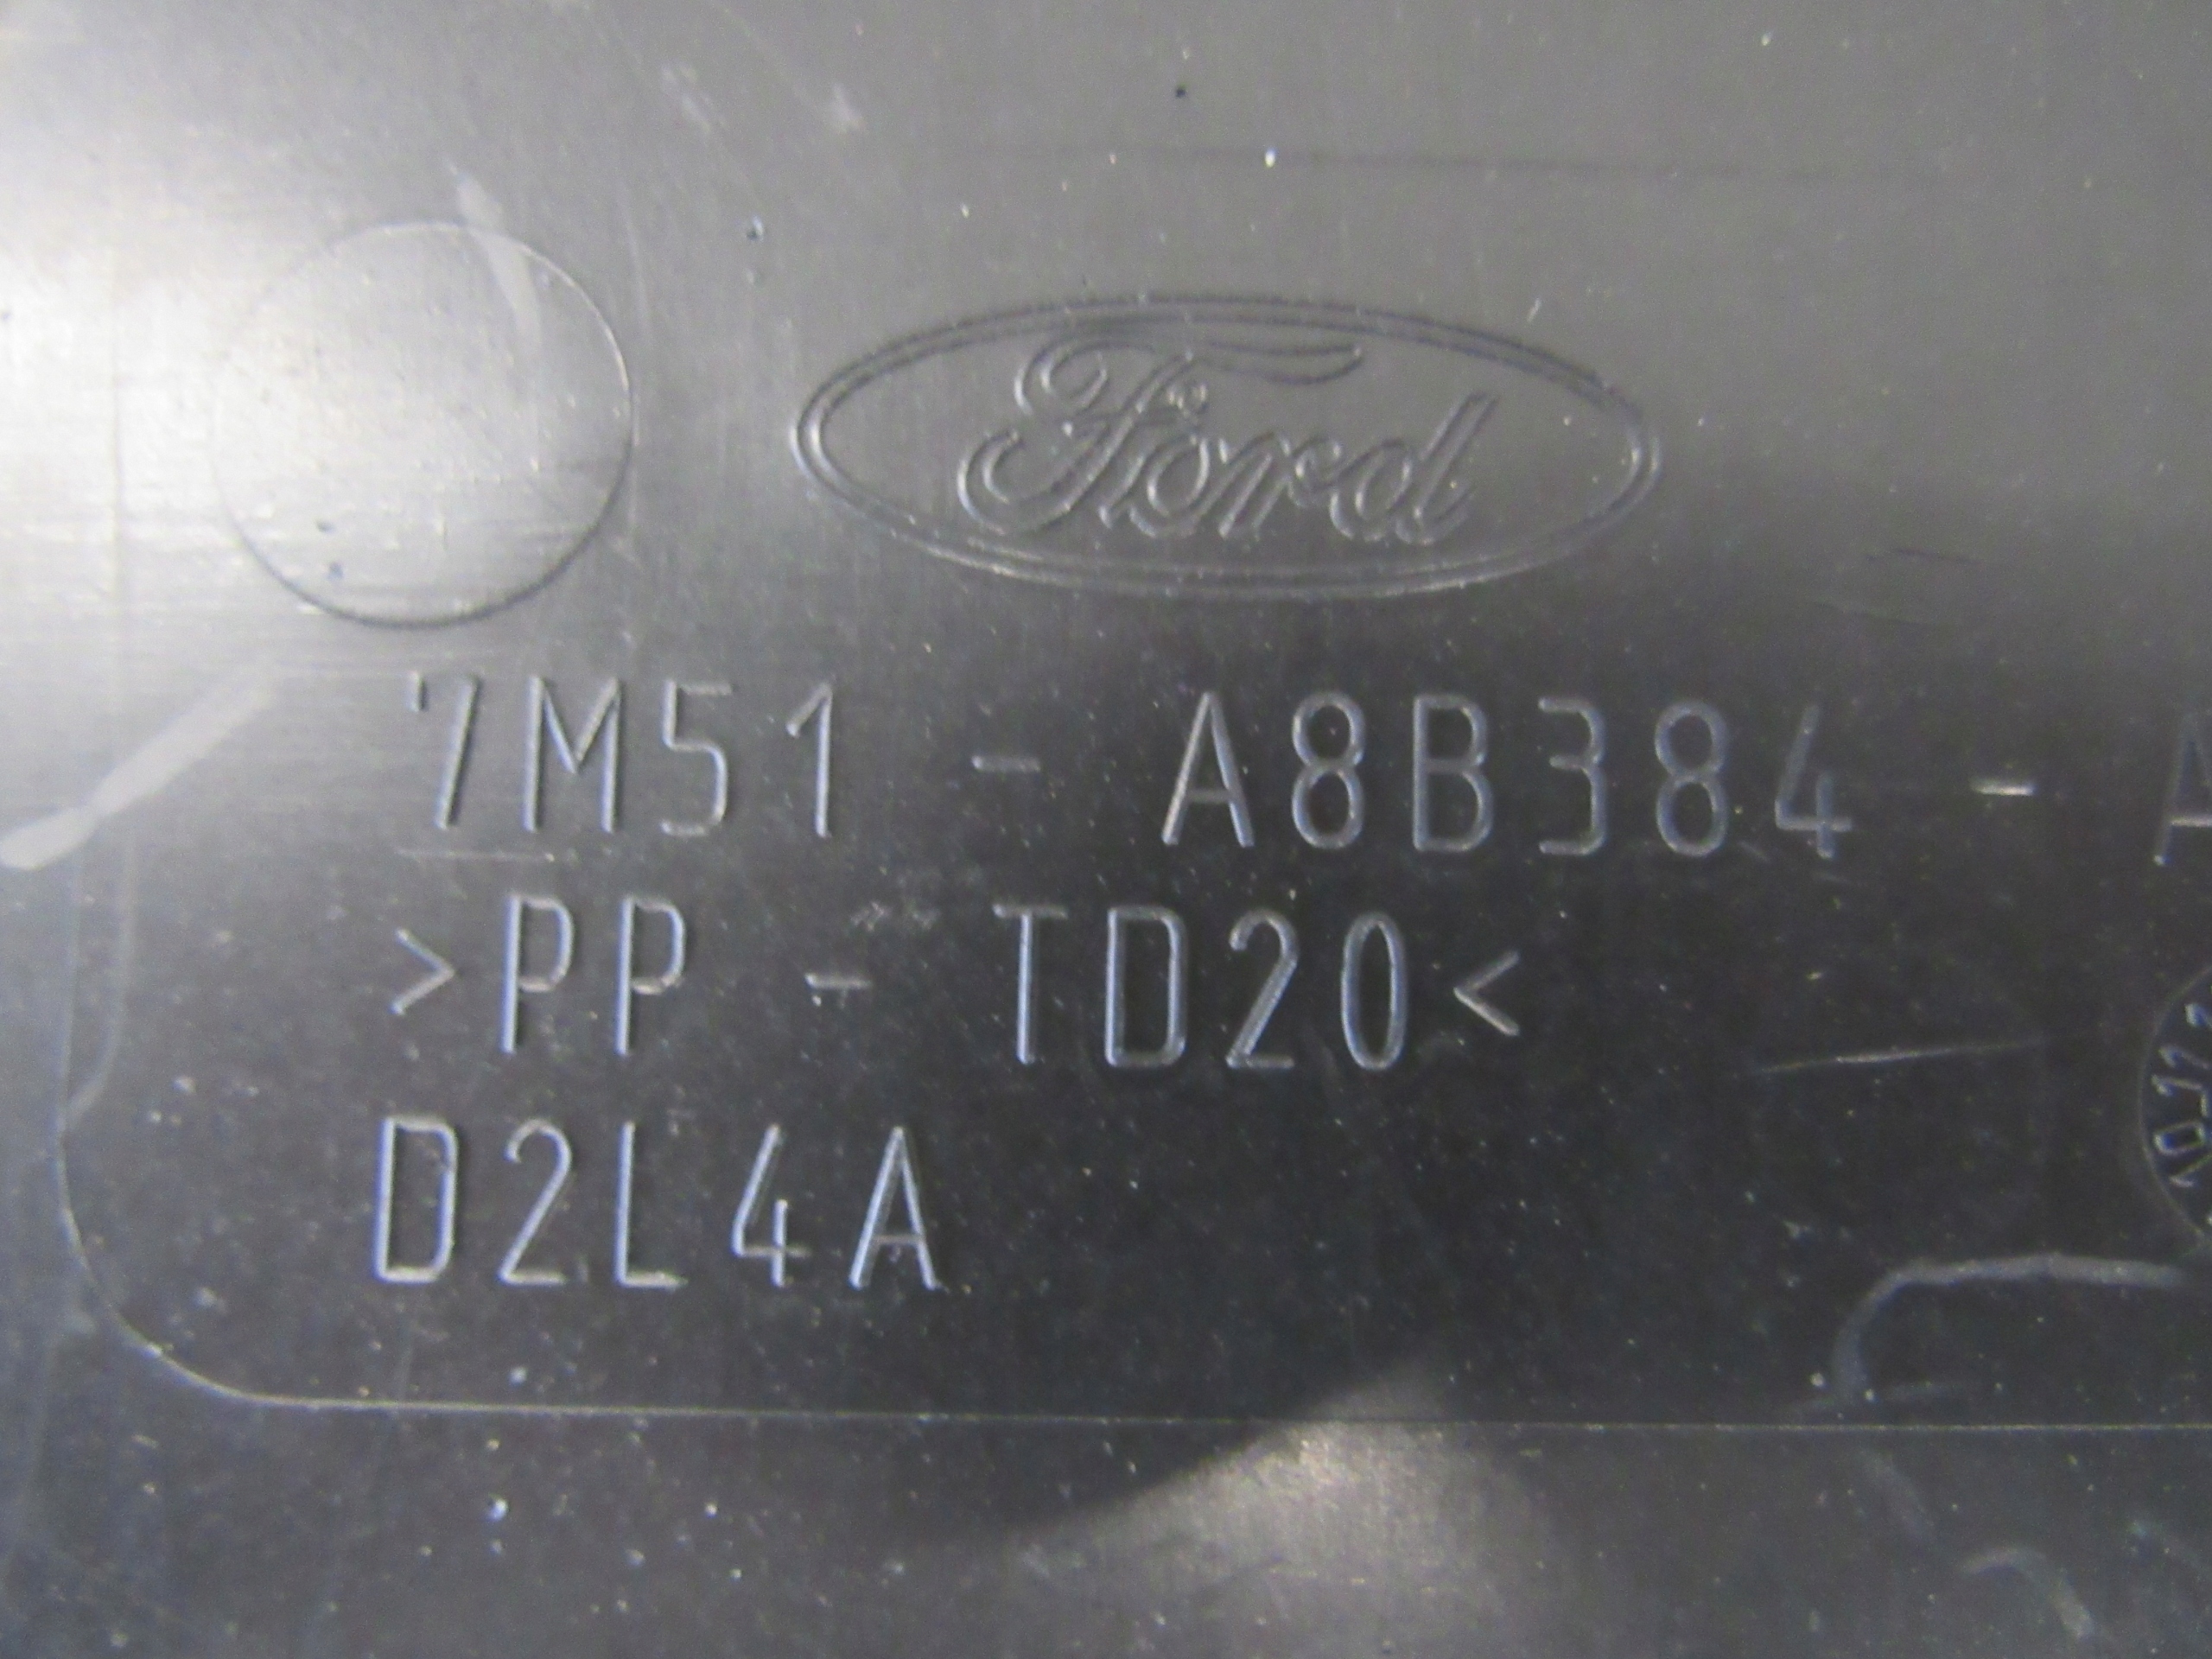 Ford
7M51 - A8B384 - A
>PP - TD20<
D2L4A